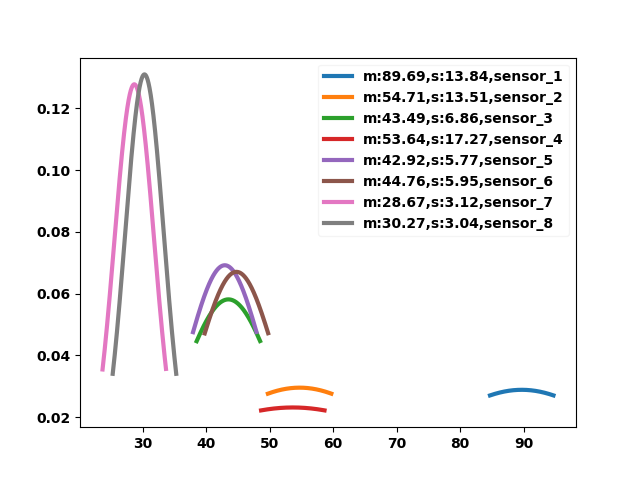 m:89.69,s:13.84,sensor_1
m:54.71,s:13.51,sensor_2
m:43.49,s:6.86,sensor_3
m:53.64,s:17.27,sensor_4
m:42.92,s:5.77,sensor_5
m:44.76,s:5.95,sensor_6
m:28.67,s:3.12,sensor_7
m:30.27,s:3.04,sensor_8
0.12
0.10
0.08
0.06
0.04
0.02
30 40 50 60 70 80 90